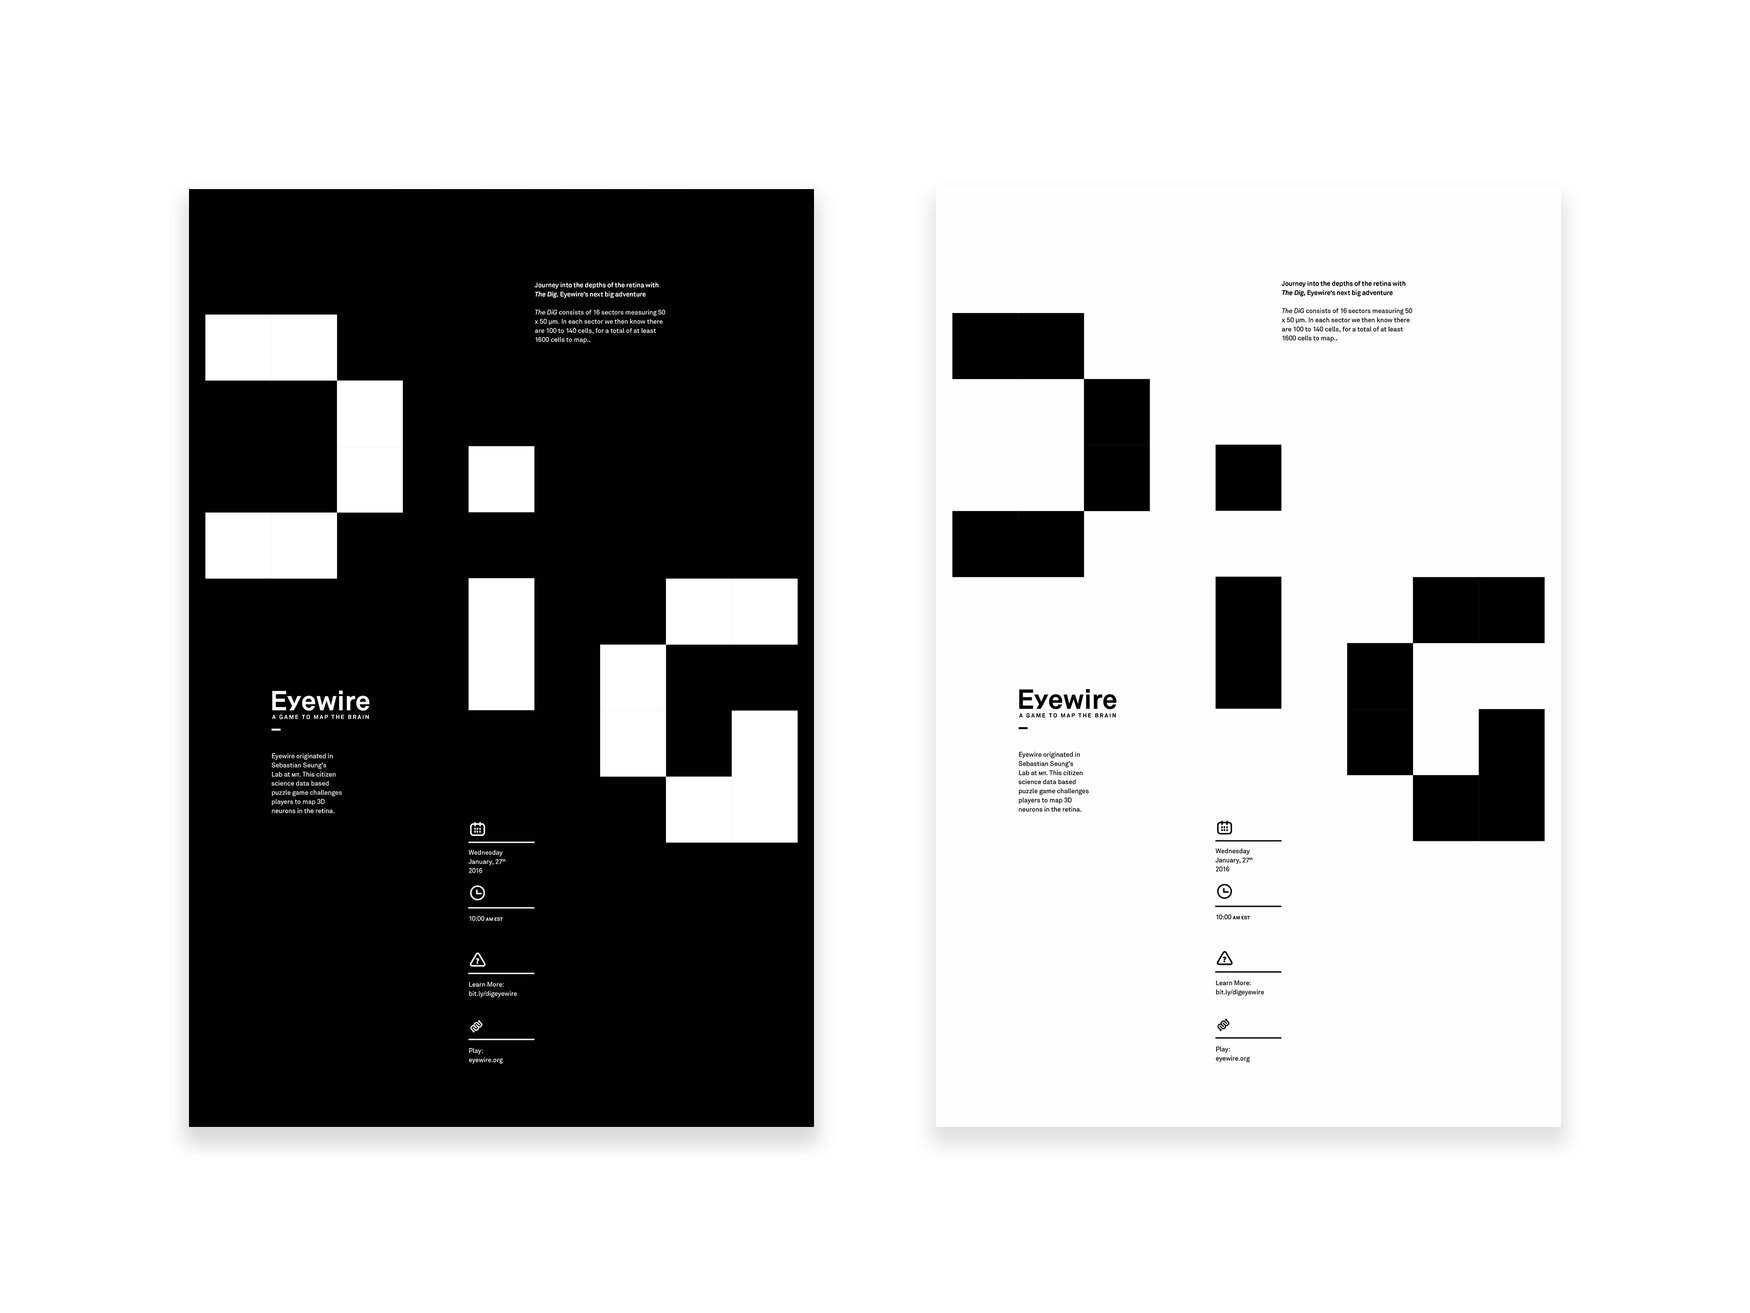 Journey into the depths of the retina with
The Dig, Eyewire's next big adventure
The DiG consists of 16 sectors measuring 50
x 50 µm. In each sector we then know there
are 100 to 140 cells, for a total of at least
1600 cells to map..
DiG
Eyewire
A GAME TO MAP THE BRAIN
Eyewire originated in
Sebastian Seung's
Lab at MIT. This citizen
science data based
puzzle game challenges
players to map 3D
neurons in the retina.
Wednesday
January, 27th
2016
10:00 AM EST
Learn More:
bit.ly/digeyewire
Play:
eyewire.org
Journey into the depths of the retina with
The Dig, Eyewire's next big adventure
The DiG consists of 16 sectors measuring 50
x 50 µm. In each sector we then know there
are 100 to 140 cells, for a total of at least
1600 cells to map..
DiG
Eyewire
A GAME TO MAP THE BRAIN
Eyewire originated in
Sebastian Seung's
Lab at MIT. This citizen
science data based
puzzle game challenges
players to map 3D
neurons in the retina.
Wednesday
January, 27th
2016
10:00 AM EST
Learn More:
bit.ly/digeyewire
Play:
eyewire.org